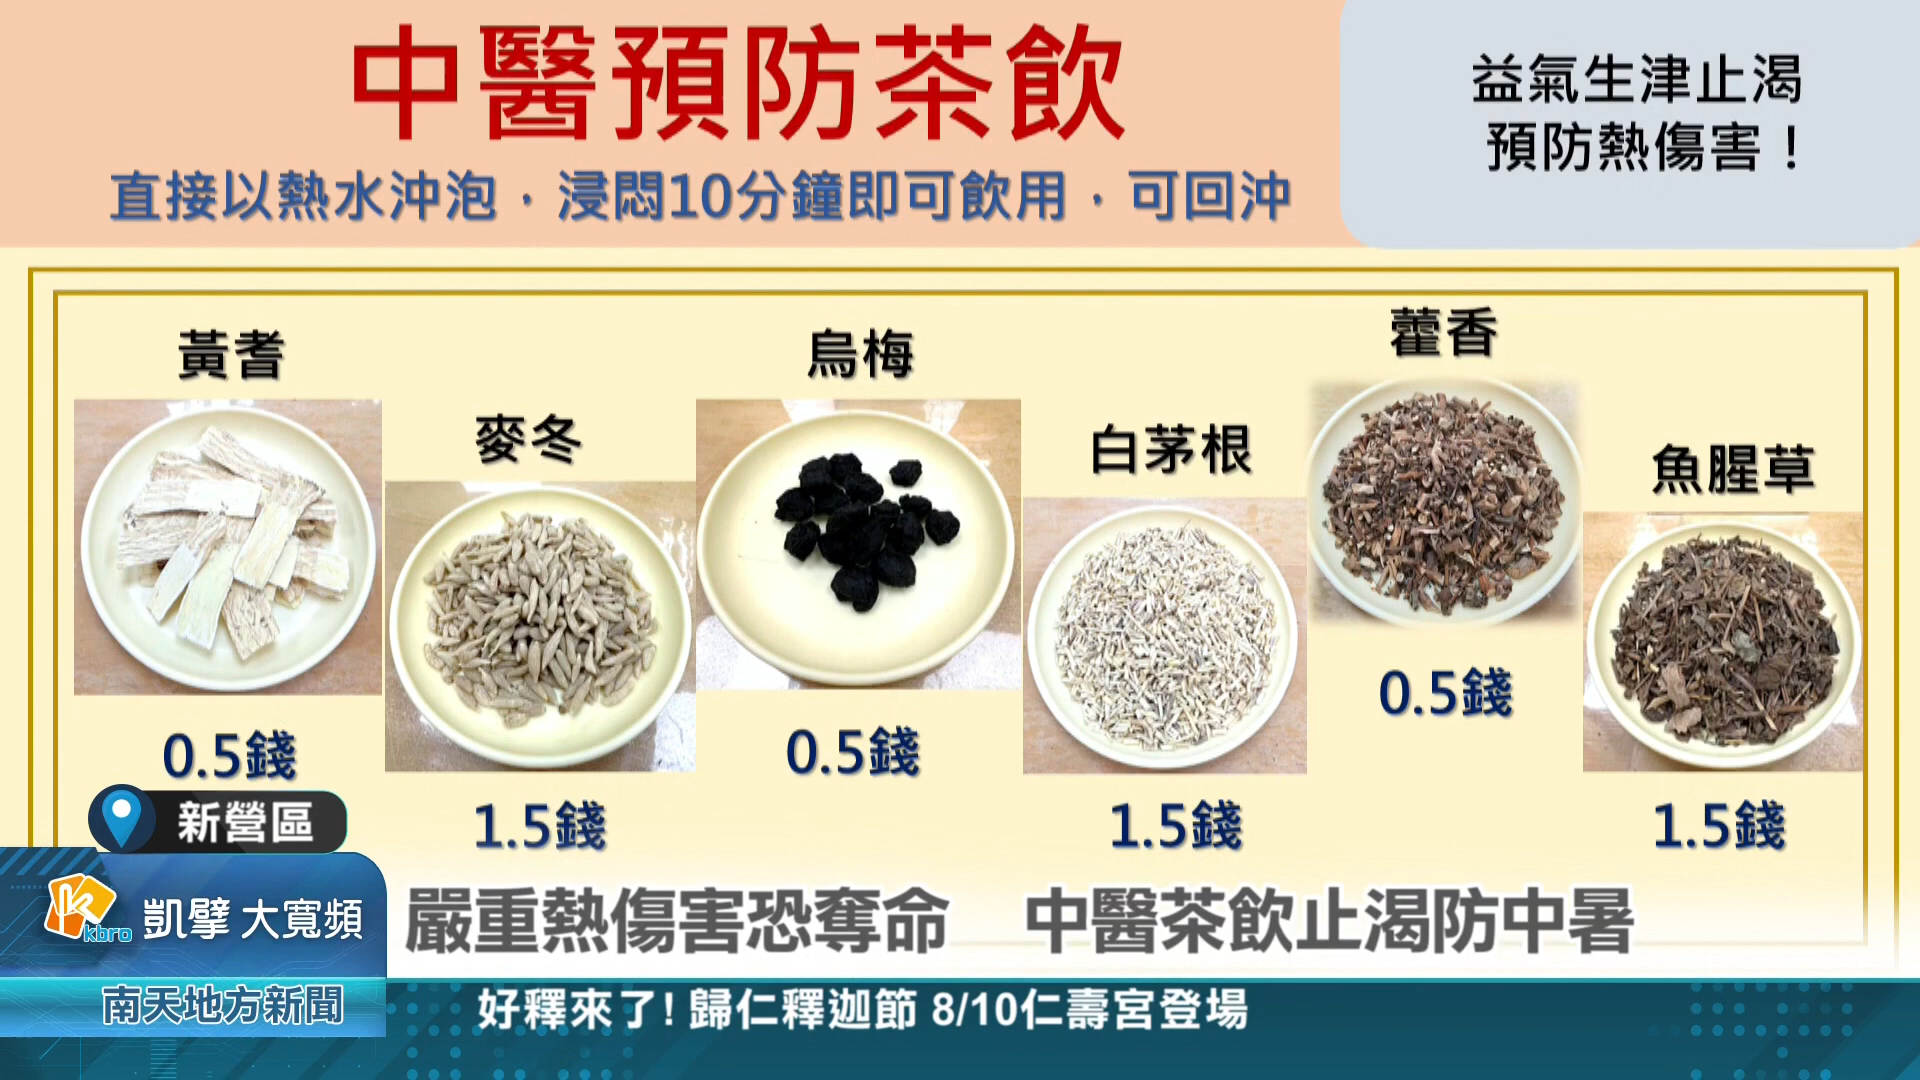 中醫預防茶飲
直接以熱水沖泡，浸悶10分鐘即可飲用，可回沖
益氣生津止渴
預防熱傷害！
黃耆
麥冬
烏梅
白茅根
藿香
魚腥草
0.5錢
1.5錢
0.5錢
1.5錢
0.5錢
1.5錢
新營區
kbro 凱擘大寬頻
嚴重熱傷害恐奪命 中醫茶飲止渴防中暑
南天地方新聞
好釋來了!歸仁釋迦節 8/10仁壽宮登場